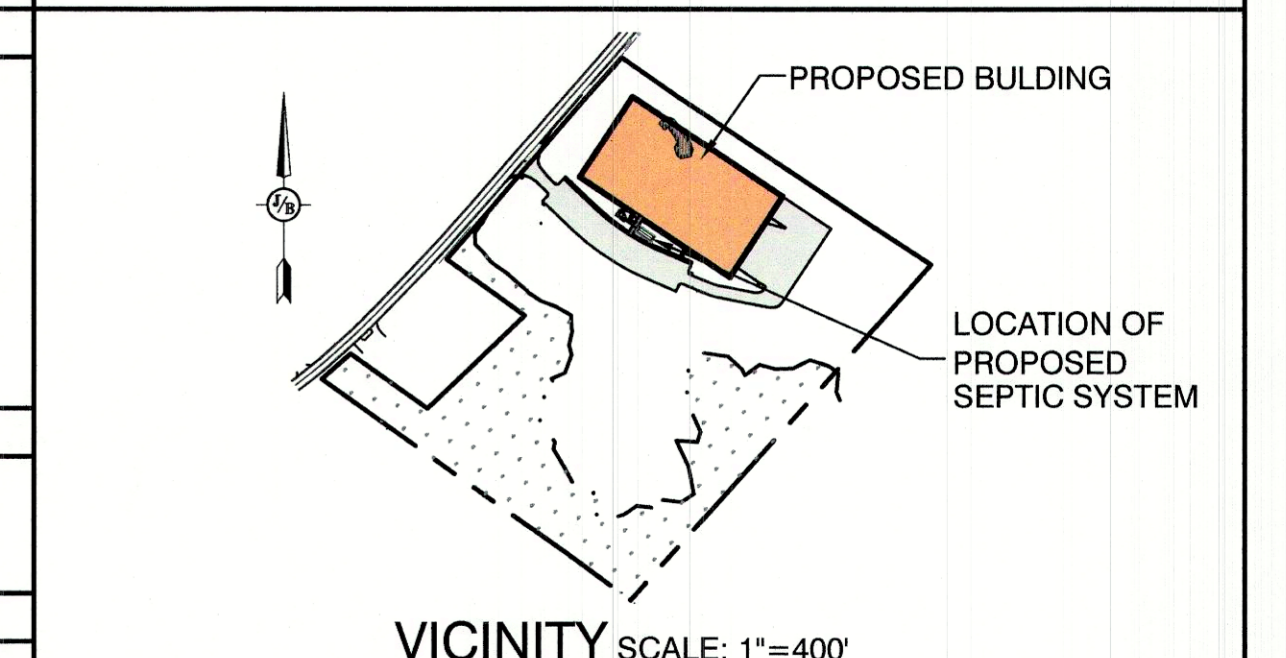 PROPOSED BULDING
J/B
LOCATION OF
PROPOSED
SEPTIC SYSTEM
VICINITY SCALE: 1"=400'